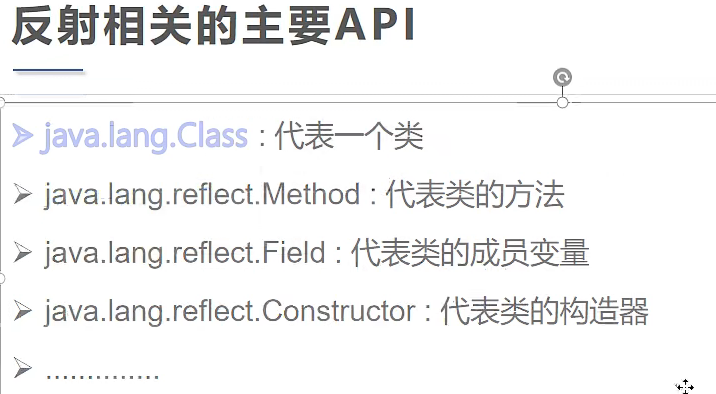 反射相关的主要API
java.lang.Class : 代表一个类
java.lang.reflect.Method : 代表类的方法
java.lang.reflect.Field : 代表类的成员变量
java.lang.reflect.Constructor : 代表类的构造器
..............